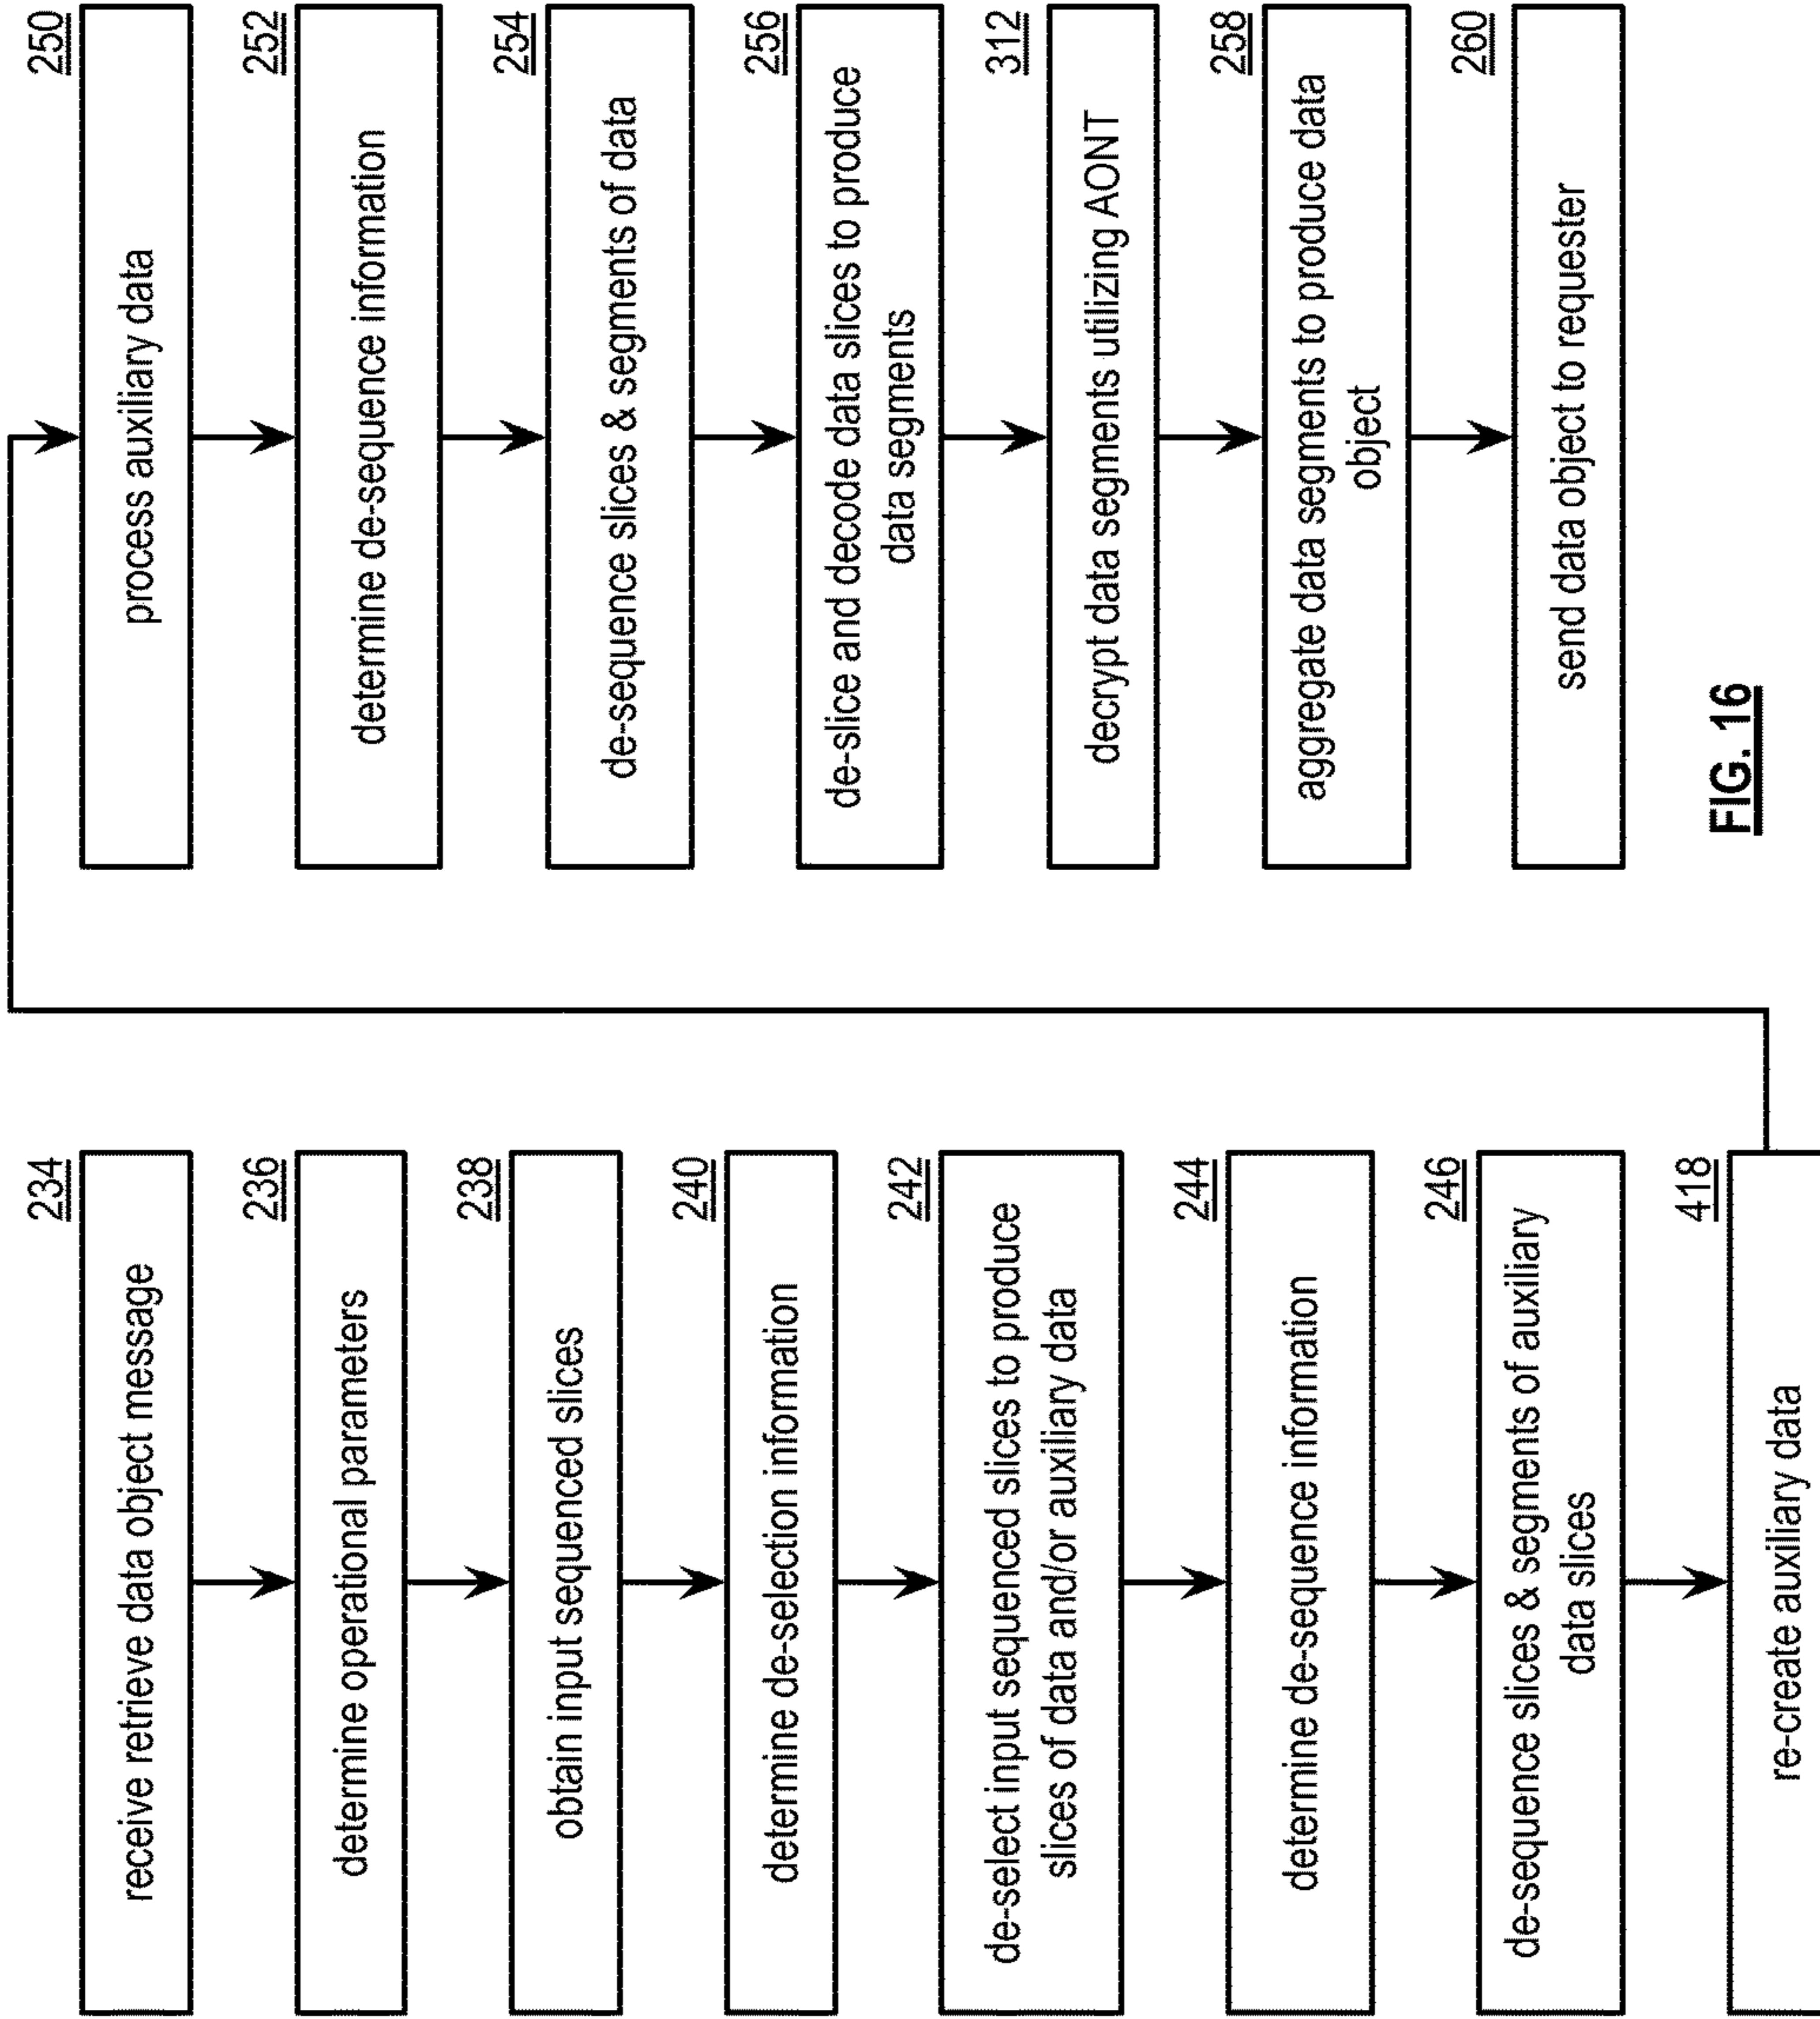 234
receive retrieve data object message
236
determine operational parameters
238
obtain input sequenced slices
240
determine de-selection information
242
de-select input sequenced slices to produce
slices of data and/or auxiliary data
244
determine de-sequence information
246
de-sequence slices & segments of auxiliary
data slices
418
re-create auxiliary data
250
process auxiliary data
252
determine de-sequence information
254
de-sequence slices & segments of data
256
de-slice and decode data slices to produce
data segments
312
decrypt data segments utilizing AONT
258
aggregate data segments to produce data
object
260
send data object to requester
FIG. 16